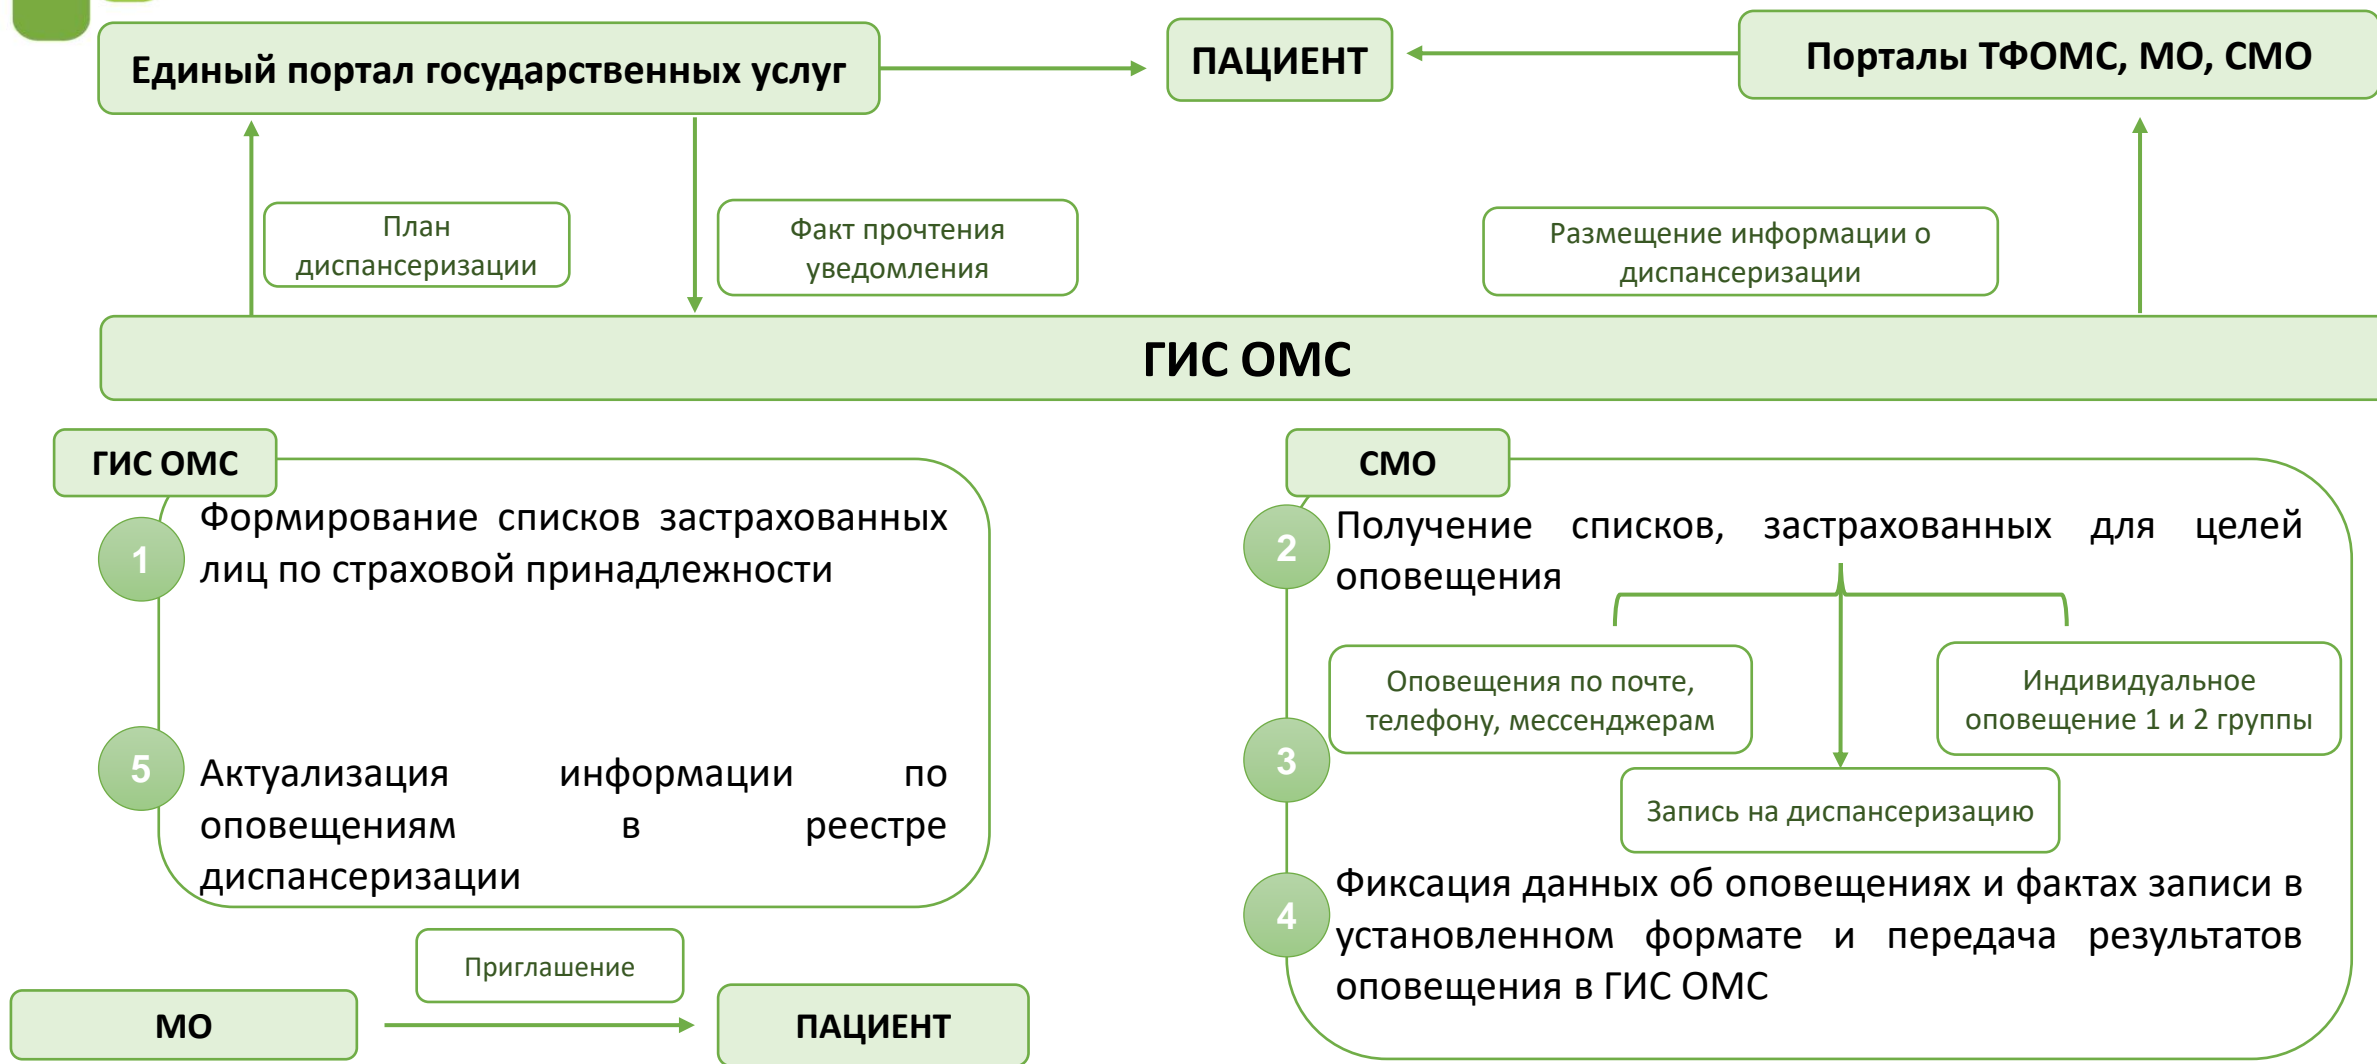 Единый портал государственных услуг
ПАЦИЕНТ
Порталы ТФОМС, МО, СМО
План
диспансеризации
Факт прочтения
уведомления
Размещение информации о
диспансеризации
ГИС ОМС
ГИС ОМС
1
Формирование списков застрахованных
лиц по страховой принадлежности
5
Актуализация информации по
оповещениям в реестре
диспансеризации
СМО
2
Получение списков, застрахованных для целей
оповещения
3
Оповещения по почте,
телефону, мессенджерам
Индивидуальное
оповещение 1 и 2 группы
Запись на диспансеризацию
4
Фиксация данных об оповещениях и фактах записи в
установленном формате и передача результатов
оповещения в ГИС ОМС
МО
Приглашение
ПАЦИЕНТ